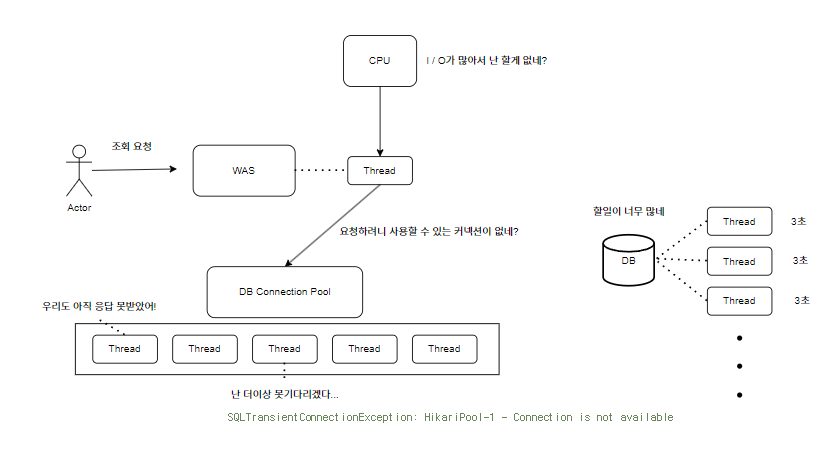 CPU
I / O가 많아서 난 할게 없네?
조회 요청
WAS
Thread
Actor
요청하려니 사용할 수 있는 커넥션이 없네?
할일이 너무 많네
DB
Thread
3초
Thread
3초
Thread
3초
DB Connection Pool
우리도 아직 응답 못받았어!
Thread
Thread
Thread
Thread
Thread
난 더이상 못기다리겠다...
SQLTransientConnectionException: HikariPool-1 - Connection is not available